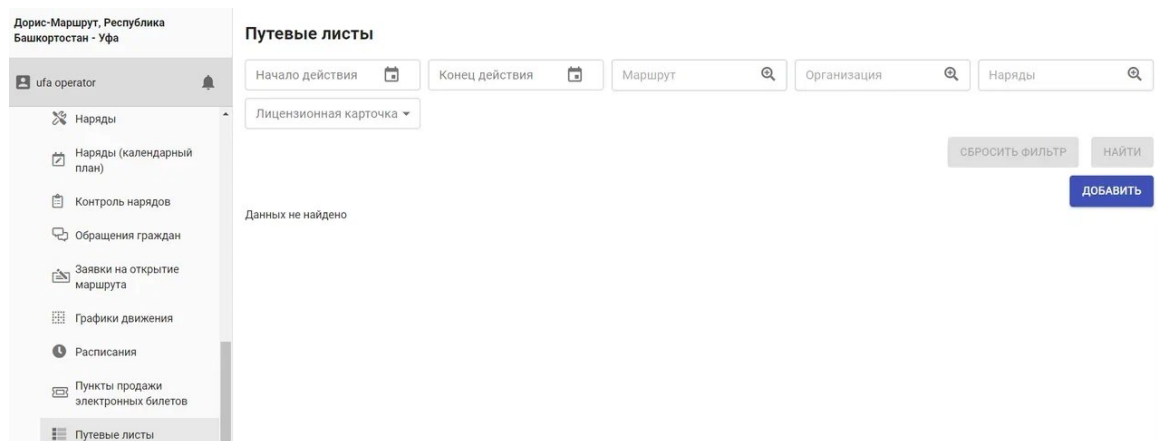 Дорис-Маршрут, Республика
Башкортостан - Уфа
ufa operator
Наряды
Наряды (календарный
план)
Контроль нарядов
Обращения граждан
Заявки на открытие
маршрута
Графики движения
Расписания
Пункты продажи
электронных билетов
Путевые листы
Путевые листы
Начало действия
Конец действия
Маршрут
Организация
Наряды
Лицензионная карточка
СБРОСИТЬ ФИЛЬТР
НАЙТИ
ДОБАВИТЬ
Данных не найдено